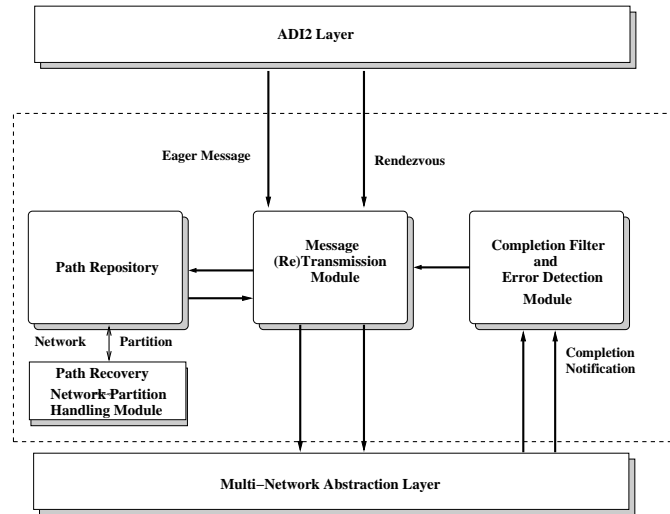 ADI2 Layer
Eager Message
Rendezvous
Path Repository
Message
(Re)Transmission
Module
Completion Filter
and
Error Detection
Module
Network
Partition
Completion
Notification
Path Recovery
Network Partition
Handling Module
Multi−Network Abstraction Layer